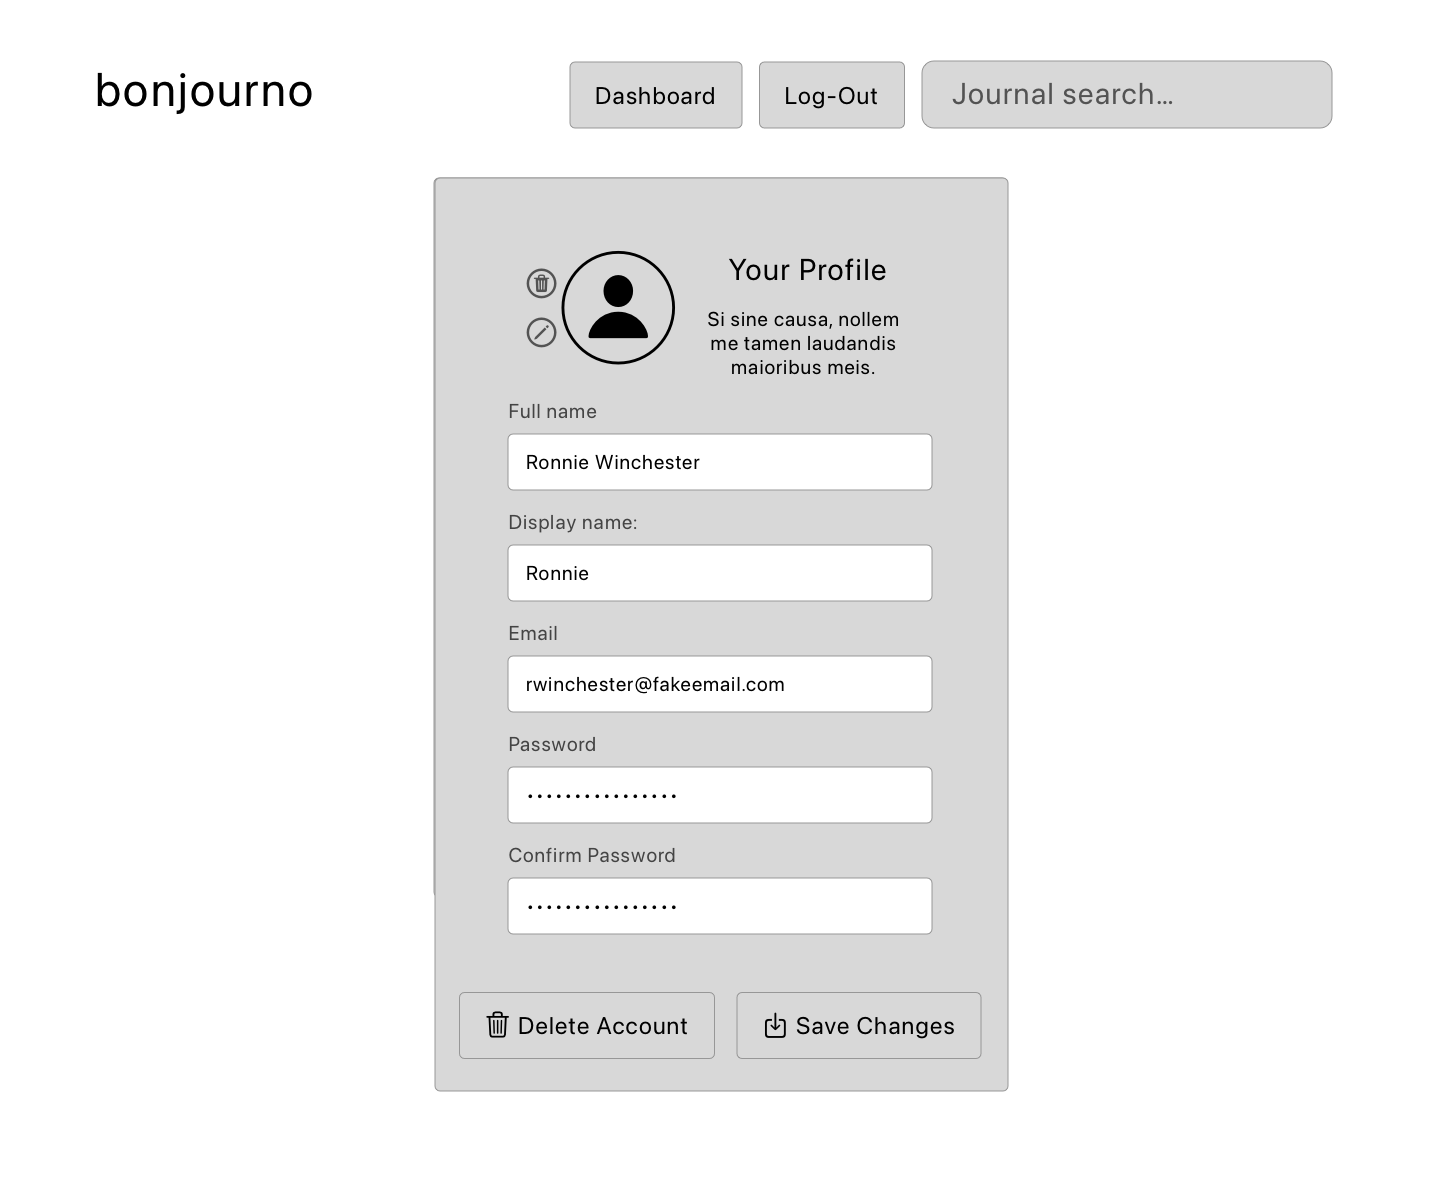 bonjourno
Dashboard
Log-Out
Journal search...
Your Profile
Si sine causa, nollem
me tamen laudandis
maioribus meis.
Full name
Ronnie Winchester
Display name:
Ronnie
Email
rwinchester@fakeemail.com
Password
················
Confirm Password
················
Delete Account
Save Changes